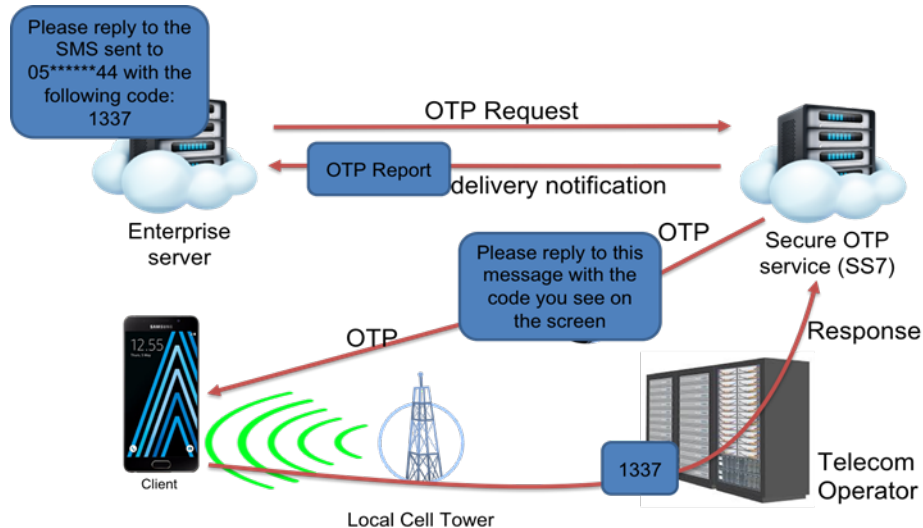 Please reply to the
SMS sent to
05******44 with the
following code:
1337
OTP Request
OTP Report
delivery notification
Enterprise
server
OTP
Secure OTP
service (SS7)
Please reply to this
message with the
code you see on
the screen
OTP
Response
SAMSUNG
12.55
1337
Telecom
Operator
Client
Local Cell Tower